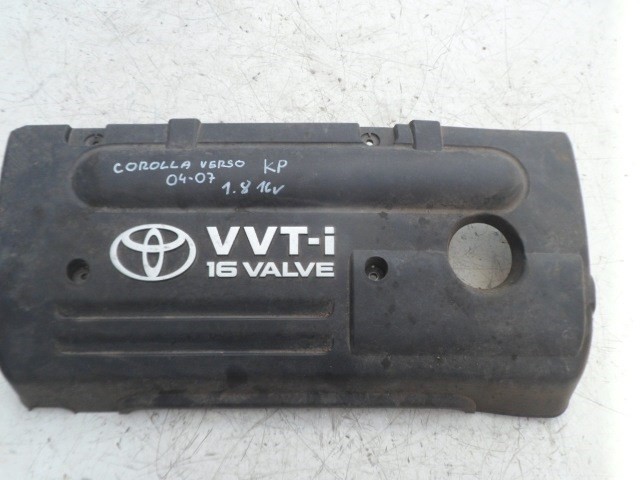 COROLLA VERSO KP
04-07
1.8 16V
VVT-i
16 VALVE